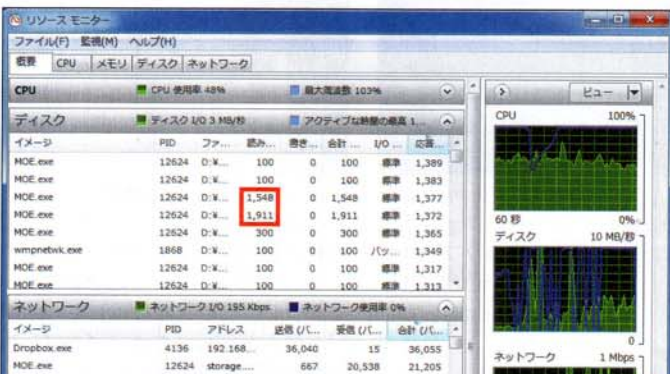 リソース モニター
ファイル(F) 監視(M) ヘルプ(H)
概要 CPU メモリ ディスク ネットワーク
CPU CPU 使用率 48% 最大周波数 103%
ディスク ディスク I/O 3 MB/秒 アクティブな時間の最高 1...
イメージ PID ファ... 読み... 書き... 合計 ... I/O ... 応答...
MOE.exe 12624 D:¥... 100 0 100 標準 1,389
MOE.exe 12624 D:¥... 100 0 100 標準 1,383
MOE.exe 12624 D:¥... 1,548 0 1,548 標準 1,377
MOE.exe 12624 D:¥... 1,911 0 1,911 標準 1,372
MOE.exe 12624 D:¥... 300 0 300 標準 1,365
wmpnetwk.exe 1868 D:¥... 100 0 100 バッ... 1,349
MOE.exe 12624 D:¥... 100 0 100 標準 1,317
MOE.exe 12624 D:¥... 100 0 100 標準 1,313
ネットワーク ネットワーク I/O 195 Kbps ネットワーク使用率 0%
イメージ PID アドレス 送信 (バ... 受信 (バ... 合計 (バ...
Dropbox.exe 4136 192.168.... 36,040 15 36,055
MOE.exe 12624 storage.... 667 20,538 21,205
ビュー
CPU 100%
60 秒 0%
ディスク 10 MB/秒
0
ネットワーク 1 Mbps